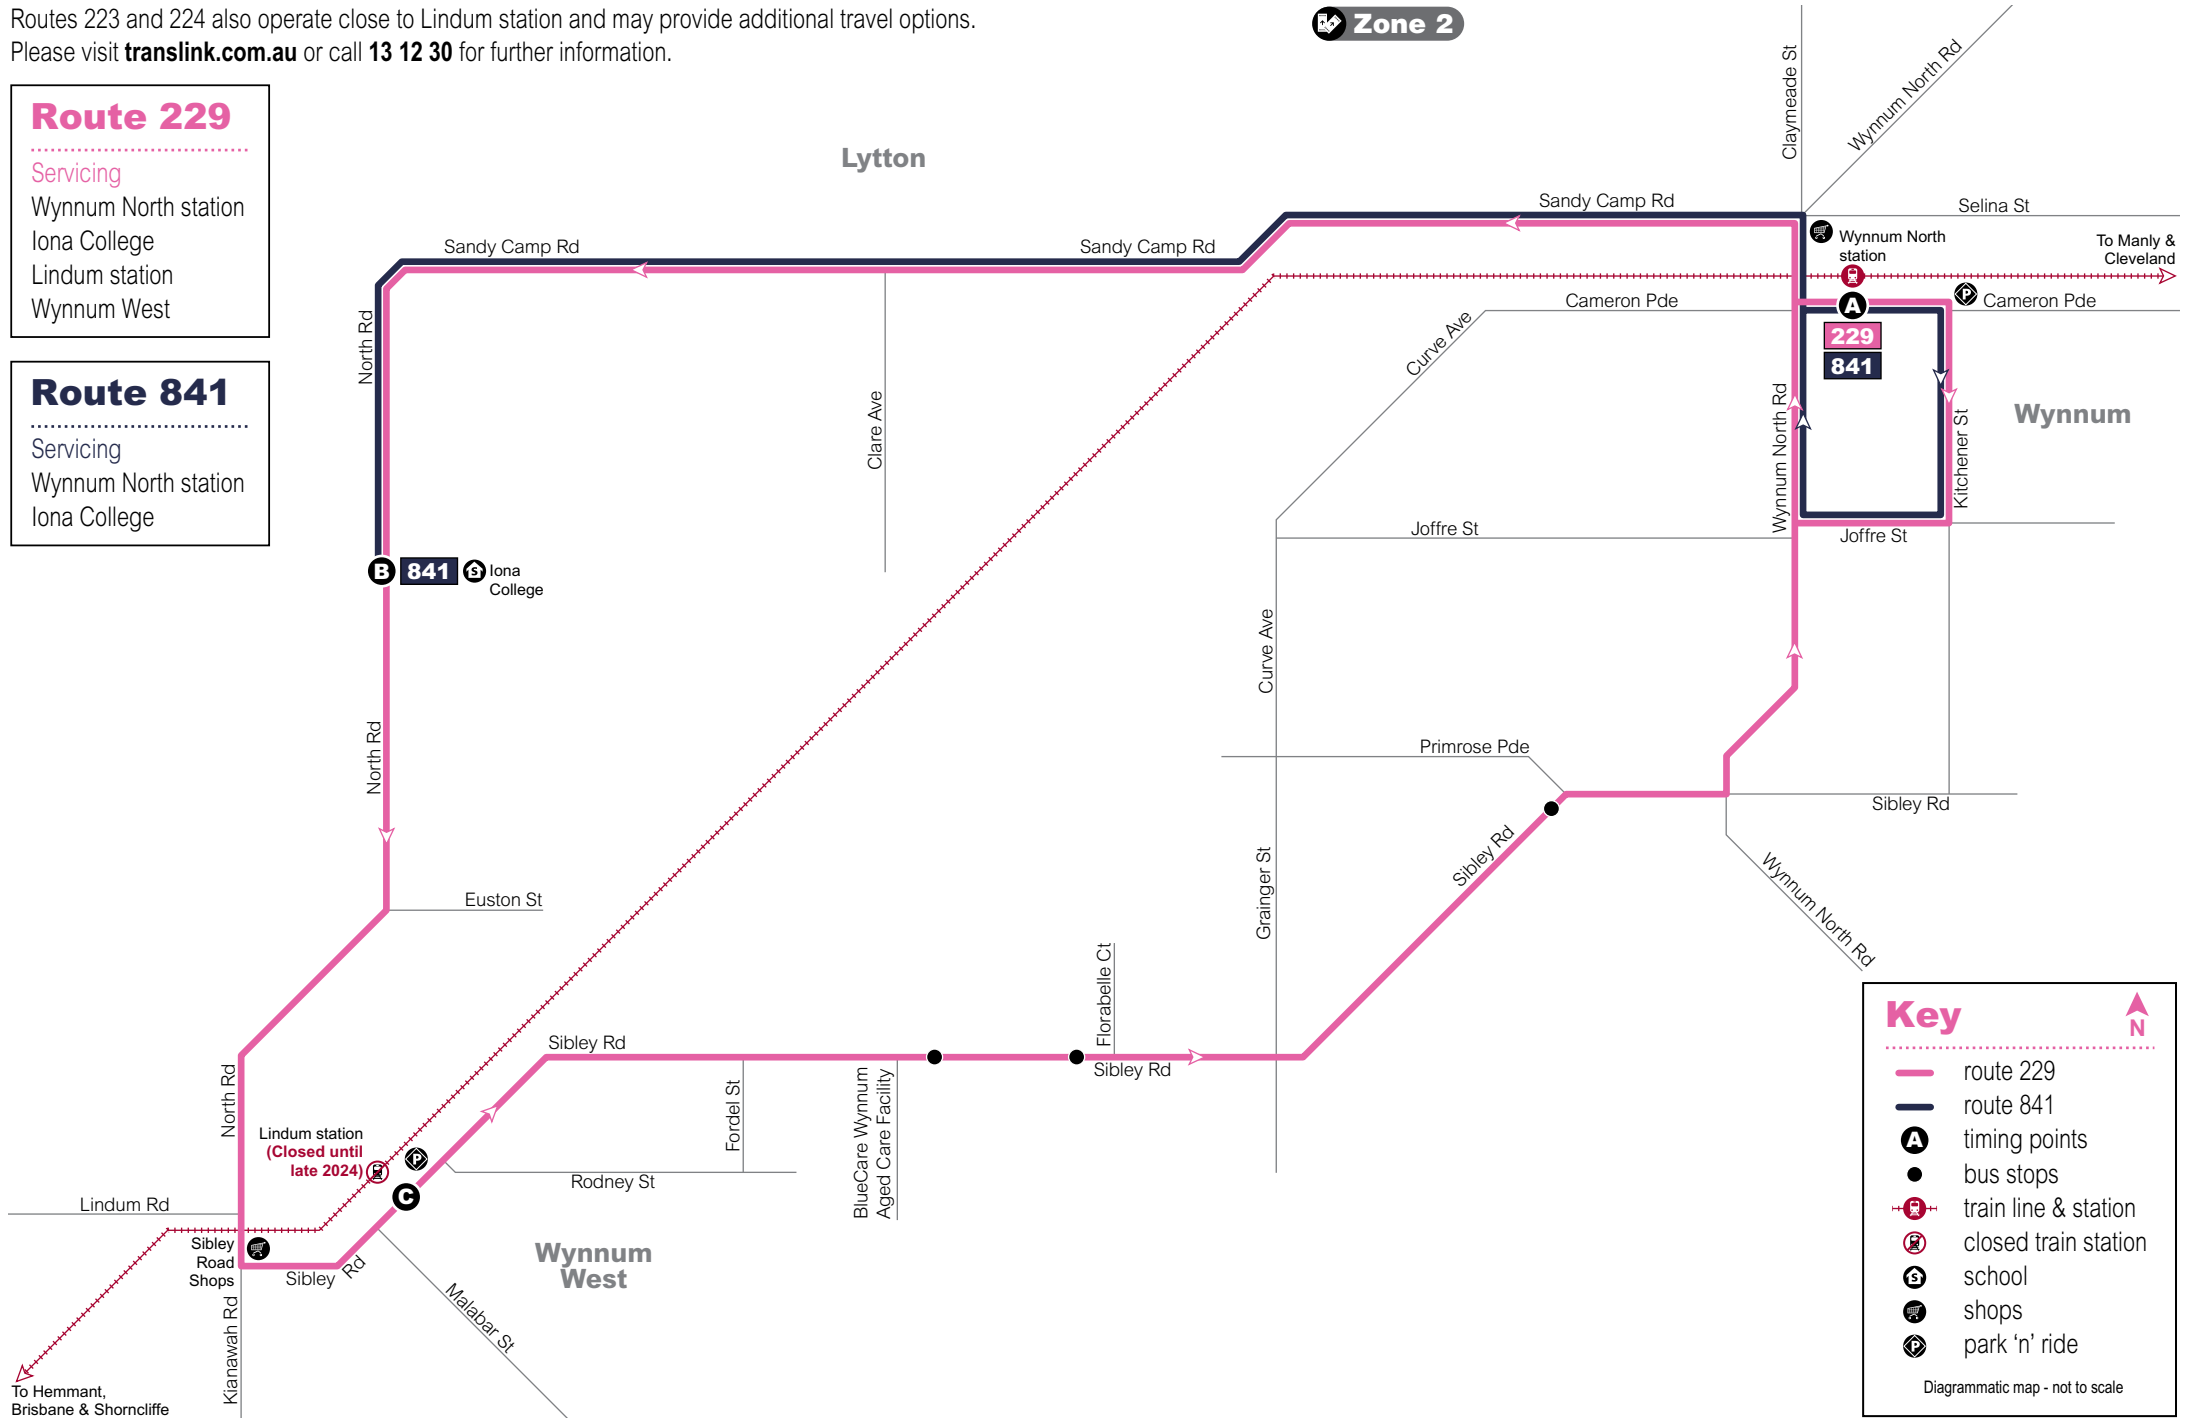 Routes 223 and 224 also operate close to Lindum station and may provide additional travel options.
Please visit translink.com.au or call 13 12 30 for further information.
Zone 2
Route 229
Servicing
Wynnum North station
Iona College
Lindum station
Wynnum West
Route 841
Servicing
Wynnum North station
Iona College
Lytton
Claymeade St
Wynnum North Rd
Sandy Camp Rd
Selina St
Sandy Camp Rd
Sandy Camp Rd
Wynnum North
station
To Manly &
Cleveland
Cameron Pde
A
P
Cameron Pde
229
841
North Rd
Curve Ave
Clare Ave
Wynnum North Rd
Kitchener St
Wynnum
Joffre St
Joffre St
B
841
S
Iona
College
Curve Ave
North Rd
Primrose Pde
Sibley Rd
Sibley Rd
Grainger St
Wynnum North Rd
Euston St
Florabelle Ct
Sibley Rd
Sibley Rd
North Rd
Fordel St
BlueCare Wynnum
Aged Care Facility
Lindum station
(Closed until
late 2024)
P
C
Rodney St
Lindum Rd
Sibley
Road
Shops
Sibley Rd
Wynnum
West
Malabar St
Kianawah Rd
To Hemmant,
Brisbane & Shorncliffe
Key
N
route 229
route 841
A timing points
bus stops
train line & station
closed train station
S school
shops
P park ‘n’ ride
Diagrammatic map - not to scale